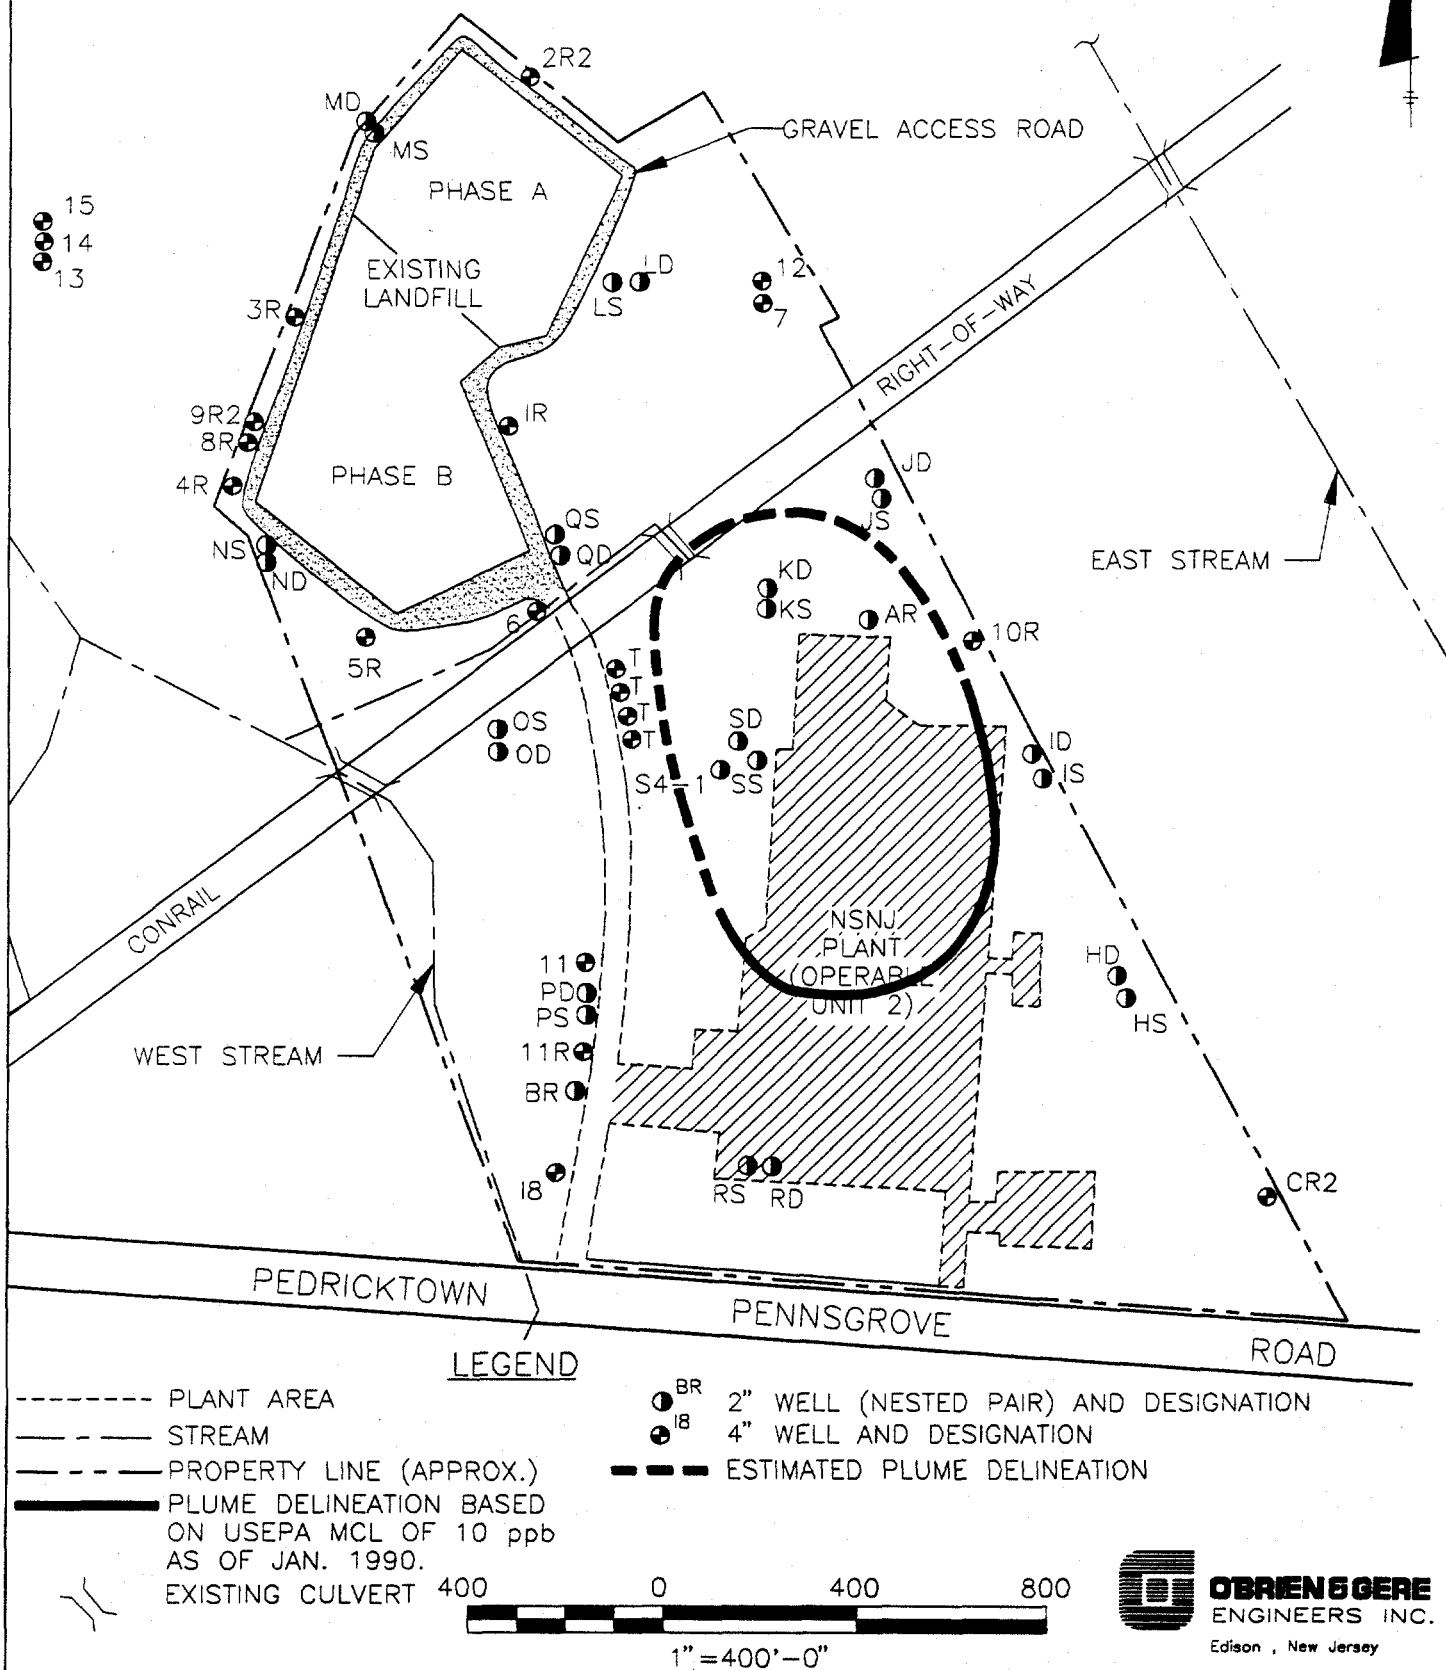 2R2
MD
MS
GRAVEL ACCESS ROAD
PHASE A
15
14
13
EXISTING
LANDFILL
LD
LS
12
7
3R
RIGHT-OF-WAY
9R2
8R
IR
4R
PHASE B
JD
JS
QS
QD
NS
ND
EAST STREAM
KD
KS
AR
6
10R
5R
T
T
T
T
OS
OD
SD
S4-1
SS
ID
IS
CONRAIL
NSNJ
PLANT
(OPERABLE
UNIT 2)
11
PD
PS
11R
BR
HD
HS
WEST STREAM
I8
RS
RD
CR2
PEDRICKTOWN
PENNSGROVE
ROAD
LEGEND
PLANT AREA
STREAM
PROPERTY LINE (APPROX.)
PLUME DELINEATION BASED
ON USEPA MCL OF 10 ppb
AS OF JAN. 1990.
EXISTING CULVERT
BR
2" WELL (NESTED PAIR) AND DESIGNATION
I8
4" WELL AND DESIGNATION
ESTIMATED PLUME DELINEATION
400 0 400 800
1"=400'-0"
O'BRIEN & GERE
ENGINEERS INC.
Edison , New Jersey